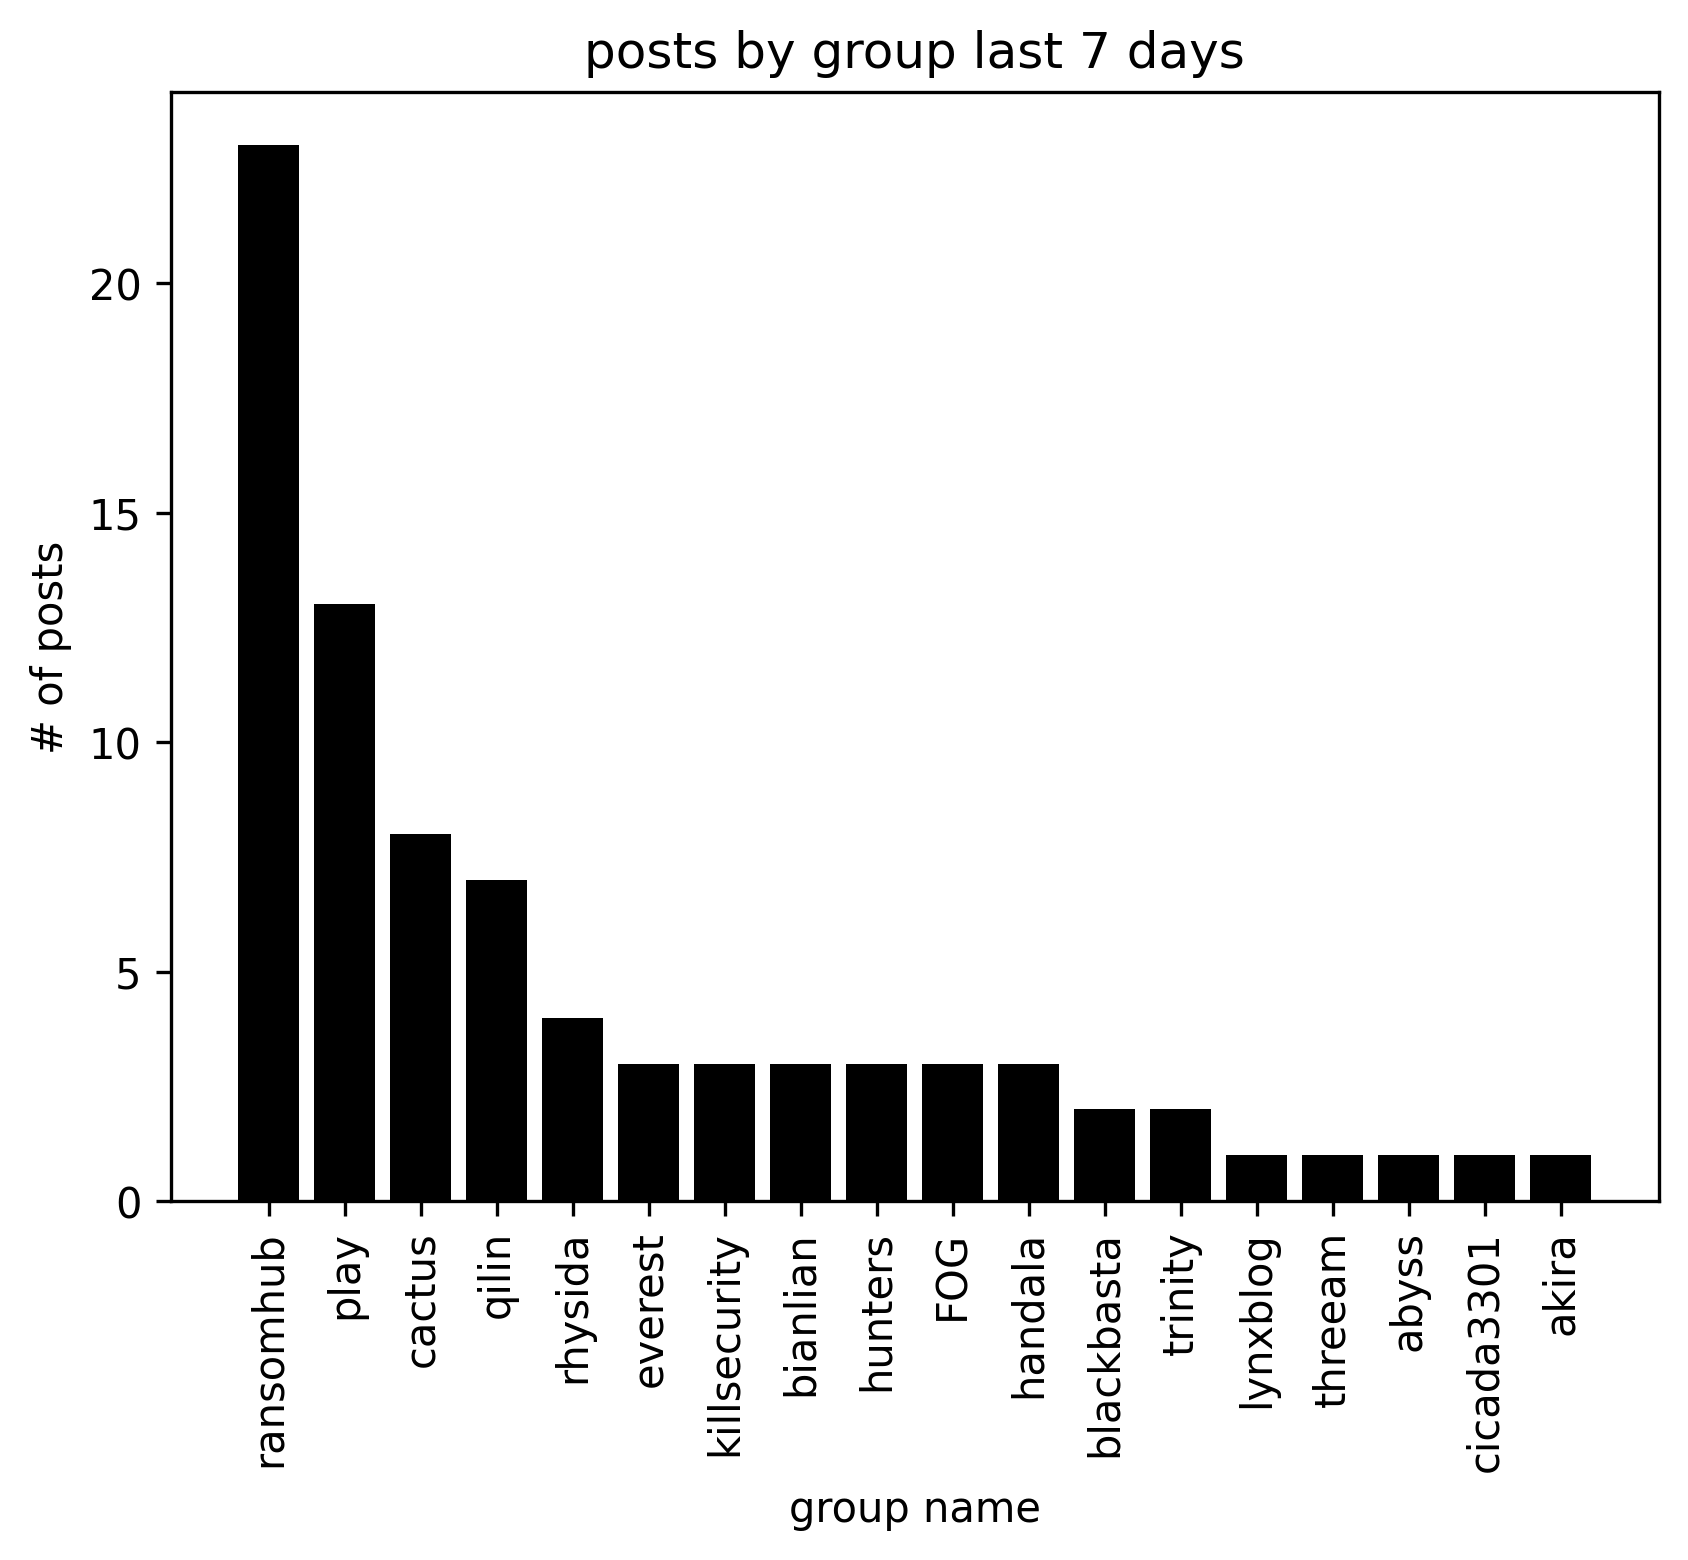 posts by group last 7 days
# of posts
20
15
10
5
0
ransomhub
play
cactus
qilin
rhysida
everest
killsecurity
bianlian
hunters
FOG
handala
blackbasta
trinity
lynxblog
threeam
abyss
cicada3301
akira
group name